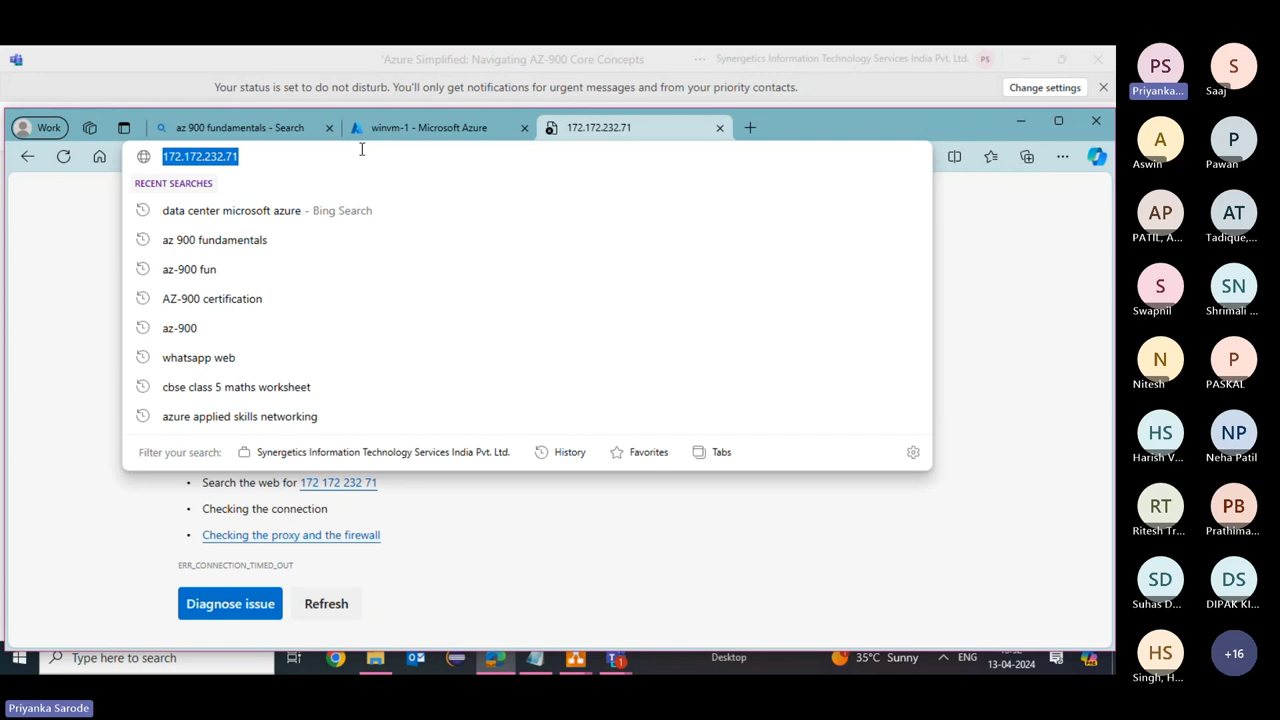 'Azure Simplified: Navigating AZ-900 Core Concepts
Synergetics Information Technology Services India Pvt. Ltd.
PS
Your status is set to do not disturb. You'll only get notifications for urgent messages and from your priority contacts.
Change settings
Work
az 900 fundamentals - Search
winvm-1 - Microsoft Azure
172.172.232.71
172.172.232.71
RECENT SEARCHES
data center microsoft azure - Bing Search
az 900 fundamentals
az-900 fun
AZ-900 certification
az-900
whatsapp web
cbse class 5 maths worksheet
azure applied skills networking
Filter your search:
Synergetics Information Technology Services India Pvt. Ltd.
History
Favorites
Tabs
• Search the web for 172 172 232 71
• Checking the connection
• Checking the proxy and the firewall
ERR_CONNECTION_TIMED_OUT
Diagnose issue
Refresh
Type here to search
Desktop
35°C Sunny
ENG
13-04-2024
Priyanka Sarode
PS
Priyanka...
S
Saaj
A
Aswin
P
Pawan
AP
PATIL, A...
AT
Tadique,...
S
Swapnil
SN
Shrimali ...
N
Nitesh
P
PASKAL
HS
Harish V...
NP
Neha Patil
RT
Ritesh Tr...
PB
Prathima...
SD
Suhas D...
DS
DIPAK KI...
HS
Singh, H...
+16